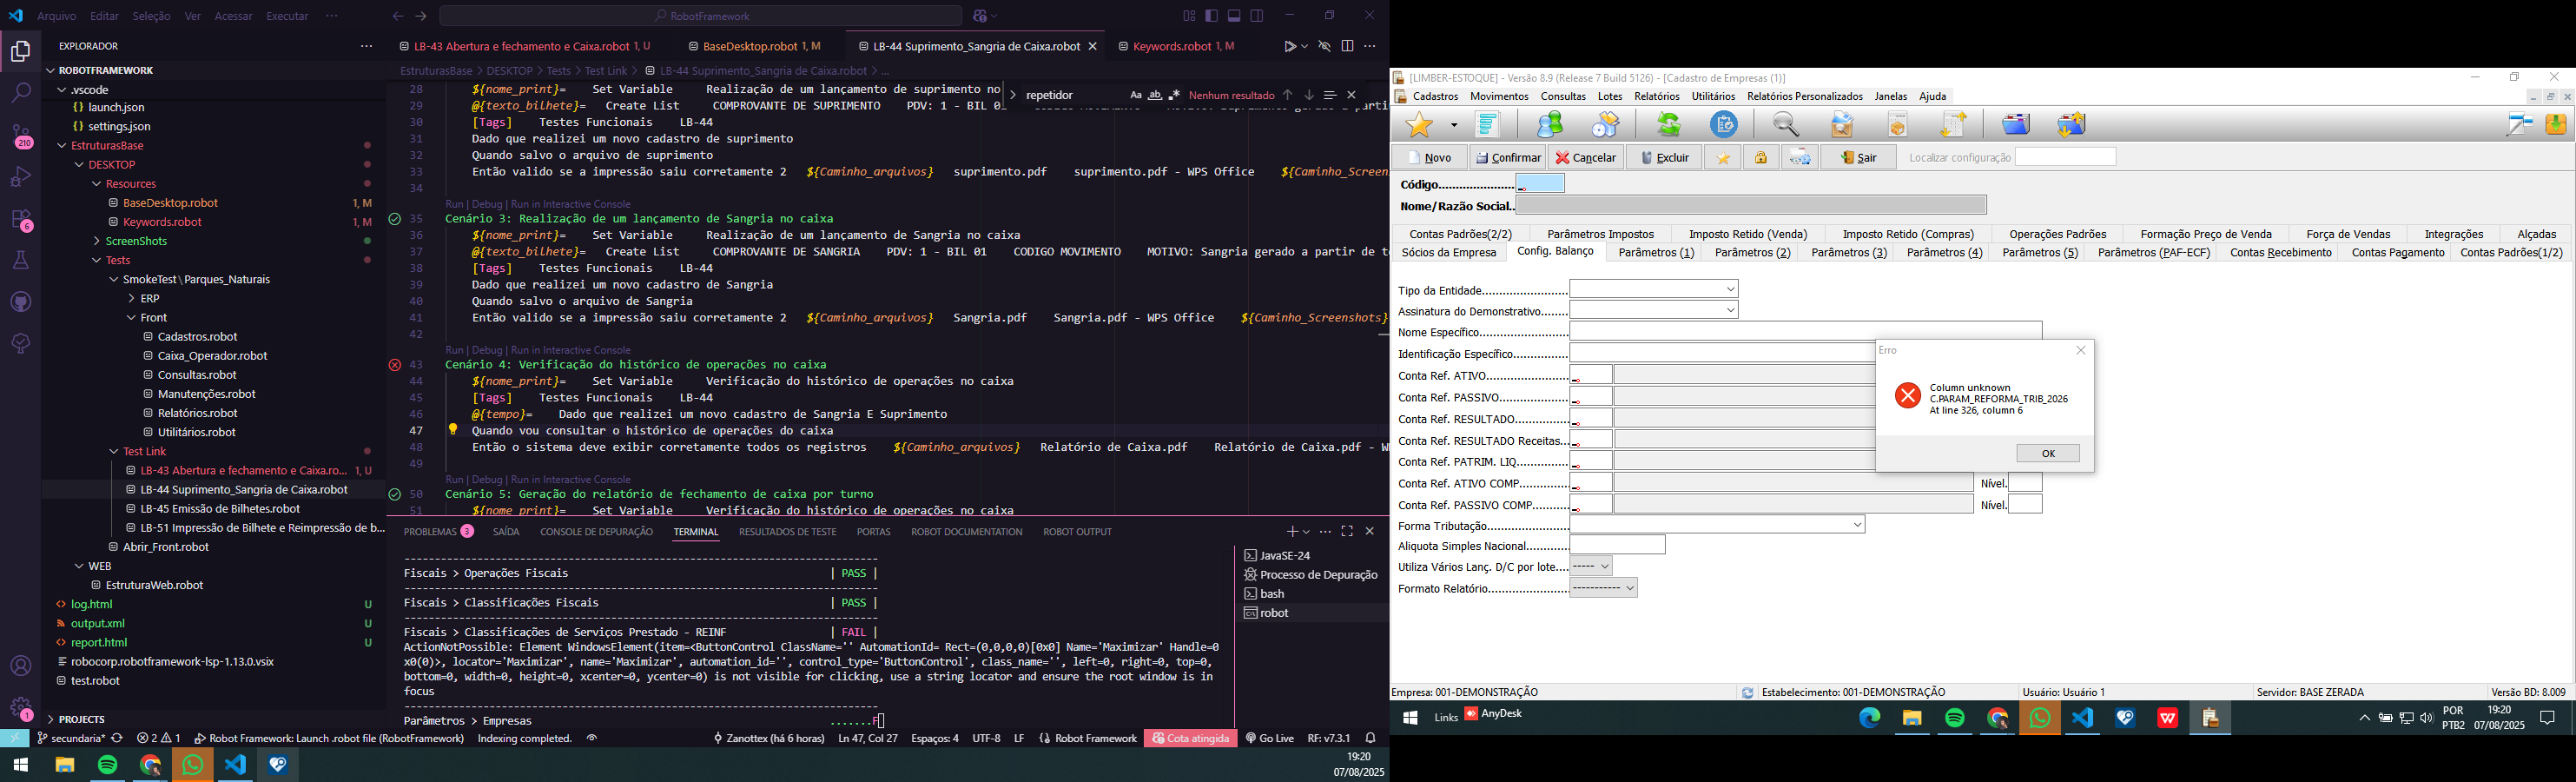 Arquivo Editar Seleção Ver Acessar Executar ···
RobotFramework
EXPLORADOR
ROBOTFRAMEWORK
.vscode
launch.json
settings.json
EstruturasBase
DESKTOP
Resources
BaseDesktop.robot 1, M
Keywords.robot 1, M
ScreenShots
Tests
SmokeTest\Parques_Naturais
ERP
Front
Cadastros.robot
Caixa_Operador.robot
Consultas.robot
Manutenções.robot
Relatórios.robot
Utilitários.robot
Test Link
LB-43 Abertura e fechamento e Caixa.ro... 1, U
LB-44 Suprimento_Sangria de Caixa.robot
LB-45 Emissão de Bilhetes.robot
LB-51 Impressão de Bilhete e Reimpressão de b...
Abrir_Front.robot
WEB
EstruturaWeb.robot
log.html U
output.xml U
report.html U
robocorp.robotframework-lsp-1.13.0.vsix
test.robot
PROJECTS
210
6
1
LB-43 Abertura e fechamento e Caixa.robot 1, U
BaseDesktop.robot 1, M
LB-44 Suprimento_Sangria de Caixa.robot
Keywords.robot 1, M
EstruturasBase > DESKTOP > Tests > Test Link > LB-44 Suprimento_Sangria de Caixa.robot > ...
repetidor
Nenhum resultado
28 ${nome_print}= Set Variable Realização de um lançamento de suprimento no
29 @{texto_bilhete}= Create List COMPROVANTE DE SUPRIMENTO PDV: 1 - BIL 01
30 [Tags] Testes Funcionais LB-44
31 Dado que realizei um novo cadastro de suprimento
32 Quando salvo o arquivo de suprimento
33 Então valido se a impressão saiu corretamente 2 ${Caminho_arquivos} suprimento.pdf suprimento.pdf - WPS Office ${Caminho_Screens
34
Run | Debug | Run in Interactive Console
35 Cenário 3: Realização de um lançamento de Sangria no caixa
36 ${nome_print}= Set Variable Realização de um lançamento de Sangria no caixa
37 @{texto_bilhete}= Create List COMPROVANTE DE SANGRIA PDV: 1 - BIL 01 CODIGO MOVIMENTO MOTIVO: Sangria gerado a partir de te
38 [Tags] Testes Funcionais LB-44
39 Dado que realizei um novo cadastro de Sangria
40 Quando salvo o arquivo de Sangria
41 Então valido se a impressão saiu corretamente 2 ${Caminho_arquivos} Sangria.pdf Sangria.pdf - WPS Office ${Caminho_Screenshots}
42
Run | Debug | Run in Interactive Console
43 Cenário 4: Verificação do histórico de operações no caixa
44 ${nome_print}= Set Variable Verificação do histórico de operações no caixa
45 [Tags] Testes Funcionais LB-44
46 @{tempo}= Dado que realizei um novo cadastro de Sangria E Suprimento
47 Quando vou consultar o histórico de operações do caixa
48 Então o sistema deve exibir corretamente todos os registros ${Caminho_arquivos} Relatório de Caixa.pdf Relatório de Caixa.pdf - W
49
Run | Debug | Run in Interactive Console
50 Cenário 5: Geração do relatório de fechamento de caixa por turno
51 ${nome_print}= Set Variable Verificação do histórico de operações no caixa
PROBLEMAS 3 SAÍDA CONSOLE DE DEPURAÇÃO TERMINAL RESULTADOS DE TESTE PORTAS ROBOT DOCUMENTATION ROBOT OUTPUT
Fiscais > Operações Fiscais | PASS |
Fiscais > Classificações Fiscais | PASS |
Fiscais > Classificações de Serviços Prestado - REINF | FAIL |
ActionNotPossible: Element WindowsElement(item=<ButtonControl ClassName='' AutomationId= Rect=(0,0,0,0)[0x0] Name='Maximizar' Handle=0
x0(0)>, locator='Maximizar', name='Maximizar', automation_id='', control_type='ButtonControl', class_name='', left=0, right=0, top=0,
bottom=0, width=0, height=0, xcenter=0, ycenter=0) is not visible for clicking, use a string locator and ensure the root window is in
focus
Parâmetros > Empresas .......F
JavaSE-24
Processo de Depuração
bash
robot
secundaria* 2 1 Robot Framework: Launch .robot file (RobotFramework) Indexing completed. Zanottex (há 6 horas) Ln 47, Col 27 Espaços: 4 UTF-8 LF Robot Framework Cota atingida Go Live RF: v7.3.1
19:20
07/08/2025
[LIMBER-ESTOQUE] - Versão 8.9 (Release 7 Build 5126) - [Cadastro de Empresas (1)]
Cadastros Movimentos Consultas Lotes Relatórios Utilitários Relatórios Personalizados Janelas Ajuda
Novo Confirmar Cancelar Excluir Sair Localizar configuração
Código......................
Nome/Razão Social..
Contas Padrões(2/2) Parâmetros Impostos Imposto Retido (Venda) Imposto Retido (Compras) Operações Padrões Formação Preço de Venda Força de Vendas Integrações Alçadas
Sócios da Empresa Config. Balanço Parâmetros (1) Parâmetros (2) Parâmetros (3) Parâmetros (4) Parâmetros (5) Parâmetros (PAF-ECF) Contas Recebimento Contas Pagamento Contas Padrões(1/2)
Tipo da Entidade.........................
Assinatura do Demonstrativo........
Nome Específico..........................
Identificação Específico................
Conta Ref. ATIVO........................
Conta Ref. PASSIVO....................
Conta Ref. RESULTADO...............
Conta Ref. RESULTADO Receitas...
Conta Ref. PATRIM. LIQ...............
Conta Ref. ATIVO COMP............... Nível.
Conta Ref. PASSIVO COMP........... Nível.
Forma Tributação........................
Aliquota Simples Nacional.............
Utiliza Vários Lanç. D/C por lote.... -----
Formato Relatório....................... -----------
Erro
Column unknown
C.PARAM_REFORMA_TRIB_2026
At line 326, column 6
OK
Empresa: 001-DEMONSTRAÇÃO Estabelecimento: 001-DEMONSTRAÇÃO Usuário: Usuário 1 Servidor: BASE ZERADA Versão BD: 8.009
Links AnyDesk
POR
PTB2
19:20
07/08/2025